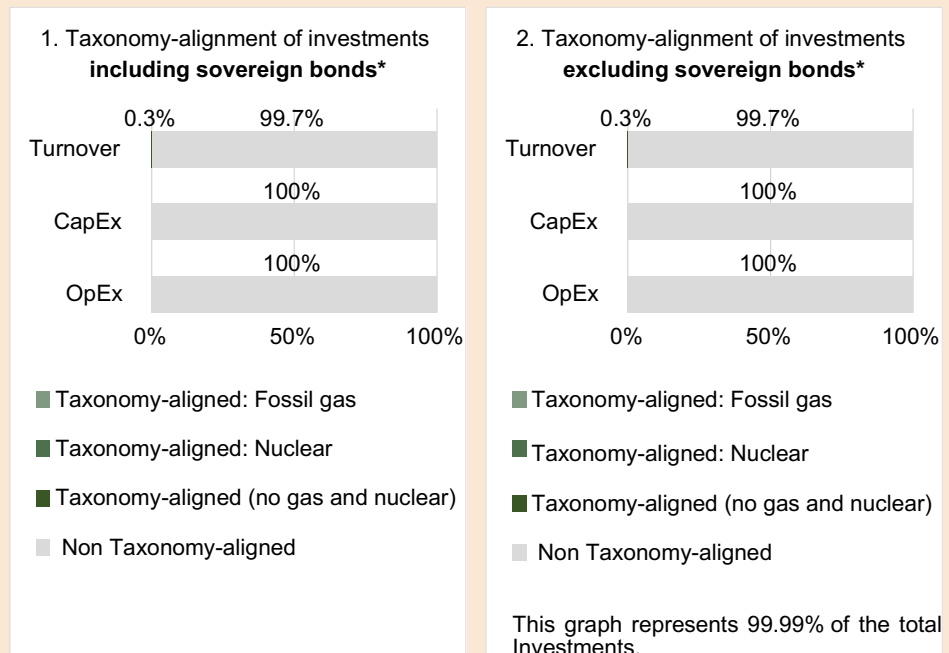 1. Taxonomy-alignment of investments
including sovereign bonds*
0.3% 99.7%
Turnover
100%
CapEx
100%
OpEx
0% 50% 100%
Taxonomy-aligned: Fossil gas
Taxonomy-aligned: Nuclear
Taxonomy-aligned (no gas and nuclear)
Non Taxonomy-aligned
2. Taxonomy-alignment of investments
excluding sovereign bonds*
0.3% 99.7%
Turnover
100%
CapEx
100%
OpEx
0% 50% 100%
Taxonomy-aligned: Fossil gas
Taxonomy-aligned: Nuclear
Taxonomy-aligned (no gas and nuclear)
Non Taxonomy-aligned
This graph represents 99.99% of the total
Investments.